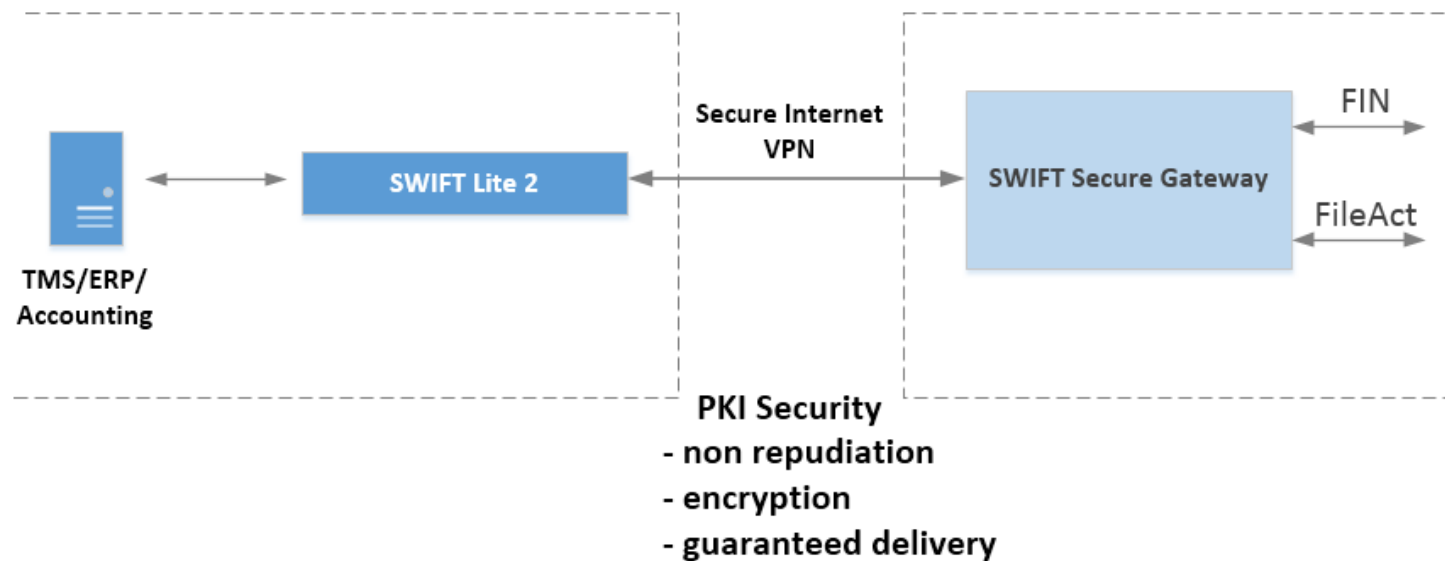 Secure Internet
VPN
FIN
SWIFT Lite 2
SWIFT Secure Gateway
FileAct
TMS/ERP/
Accounting
PKI Security
- non repudiation
- encryption
- guaranteed delivery